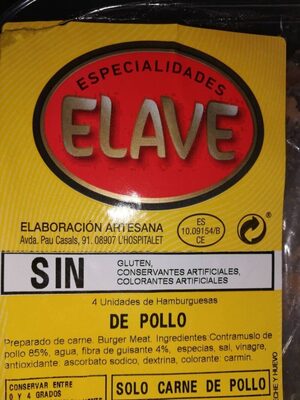 ESPECIALIDADES
ELAVE
ELABORACIÓN ARTESANA
Avda. Pau Casals, 91. 08907 L'HOSPITALET
ES
10.09154/B
CE
SIN
GLUTEN,
CONSERVANTES ARTIFICIALES,
COLORANTES ARTIFICIALES
4 Unidades de Hamburguesas
DE POLLO
Preparado de carne. Burger Meat. Ingredientes:Contramuslo de
pollo 85%, agua, fibra de guisante 4%, especias, sal, vinagre,
antioxidante: ascorbato sodico, dextrina, colorante: carmin.
CONSERVAR ENTRE
0 Y 4 GRADOS
SOLO CARNE DE POLLO
CHE Y HUEVO